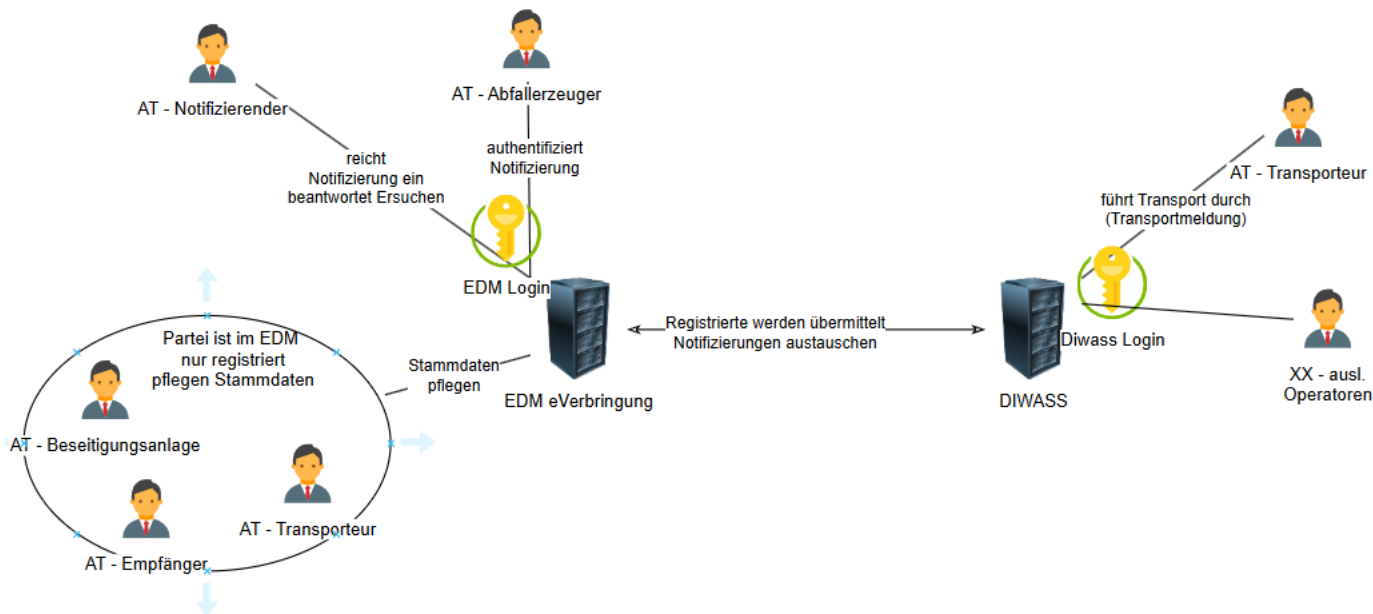 AT - Notifizierender
AT - Abfallerzeuger
reicht
Notifizierung ein
beantwortet Ersuchen
authentifiziert
Notifizierung
EDM Login
AT - Transporteur
führt Transport durch
(Transportmeldung)
Partei ist im EDM
nur registriert
pflegen Stammdaten
Stammdaten
pflegen
EDM eVerbringung
Registrierte werden übermittelt
Notifizierungen austauschen
Diwass Login
DIWASS
XX - ausl.
Operatoren
AT - Beseitigungsanlage
AT - Transporteur
AT - Empfänger